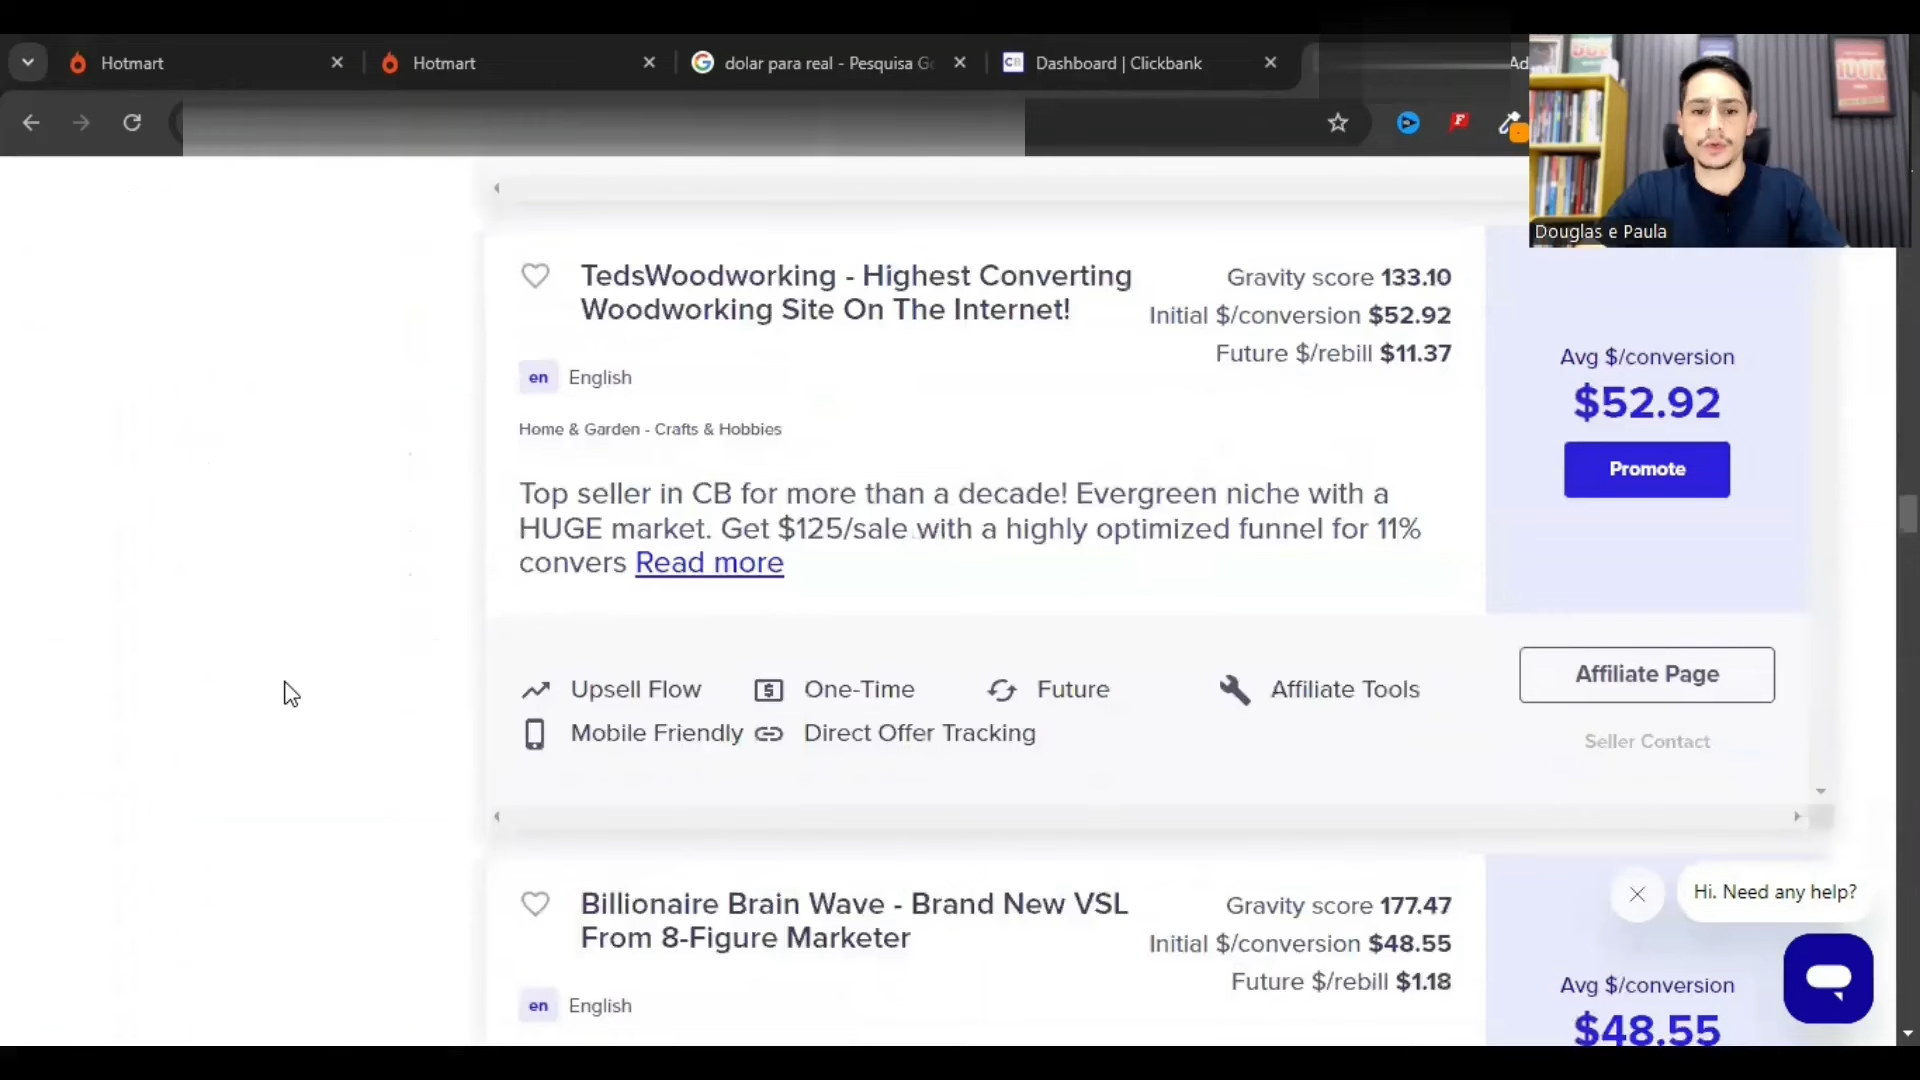 Hotmart
Hotmart
dolar para real - Pesquisa Go
CB
Dashboard | Clickbank
Ad
F
100K
Douglas e Paula
TedsWoodworking - Highest Converting
Woodworking Site On The Internet!
Gravity score 133.10
Initial $/conversion $52.92
Future $/rebill $11.37
en English
Home & Garden - Crafts & Hobbies
Top seller in CB for more than a decade! Evergreen niche with a
HUGE market. Get $125/sale with a highly optimized funnel for 11%
convers Read more
Avg $/conversion
$52.92
Promote
Upsell Flow
One-Time
Future
Affiliate Tools
Mobile Friendly
Direct Offer Tracking
Affiliate Page
Seller Contact
Billionaire Brain Wave - Brand New VSL
From 8-Figure Marketer
Gravity score 177.47
Initial $/conversion $48.55
Future $/rebill $1.18
en English
Avg $/conversion
$48.55
Hi. Need any help?